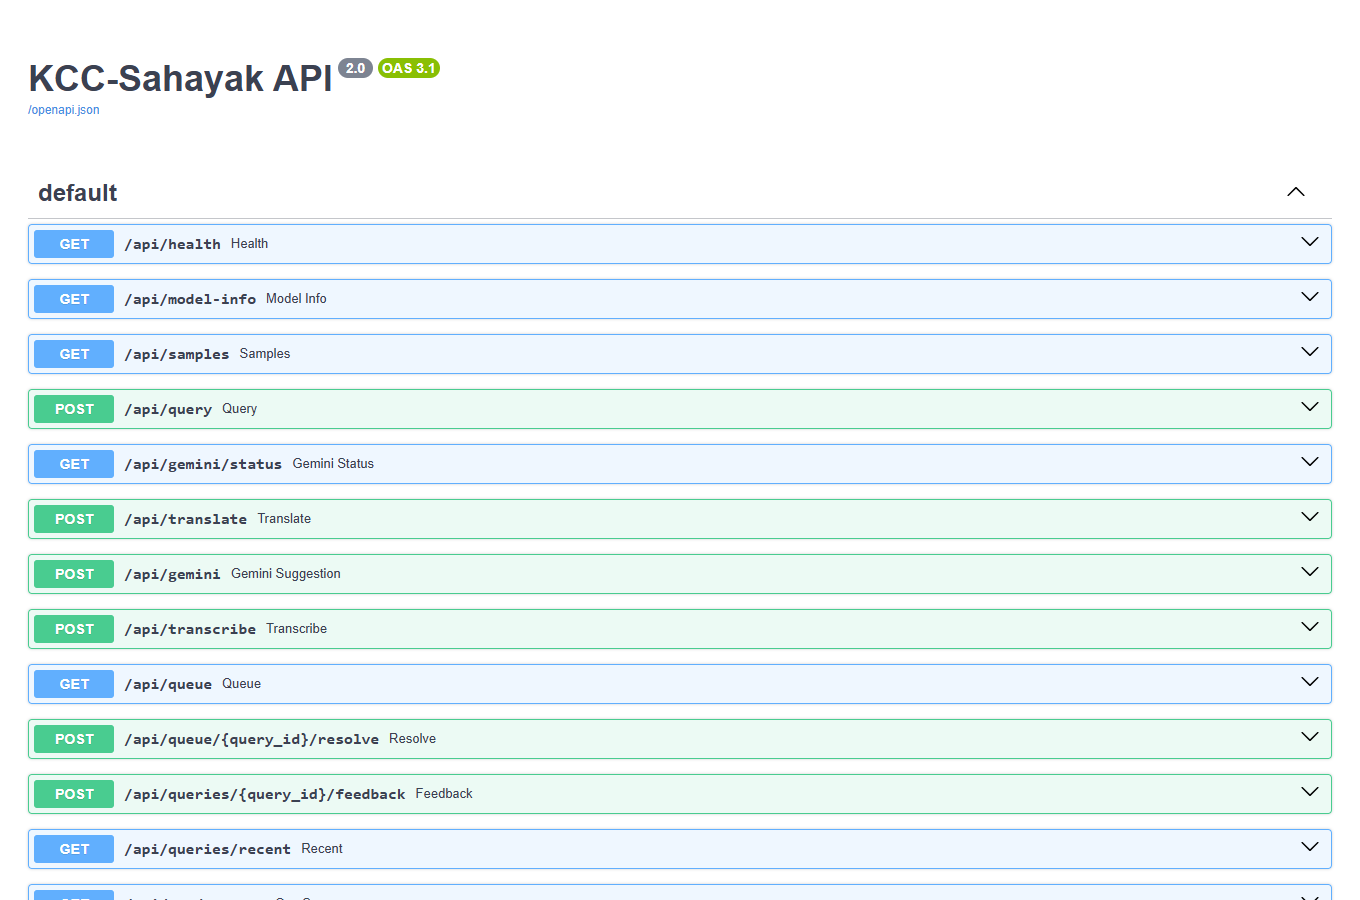 KCC-Sahayak API 2.0 OAS 3.1
/openapi.json
default
GET /api/health Health
GET /api/model-info Model Info
GET /api/samples Samples
POST /api/query Query
GET /api/gemini/status Gemini Status
POST /api/translate Translate
POST /api/gemini Gemini Suggestion
POST /api/transcribe Transcribe
GET /api/queue Queue
POST /api/queue/{query_id}/resolve Resolve
POST /api/queries/{query_id}/feedback Feedback
GET /api/queries/recent Recent
GET